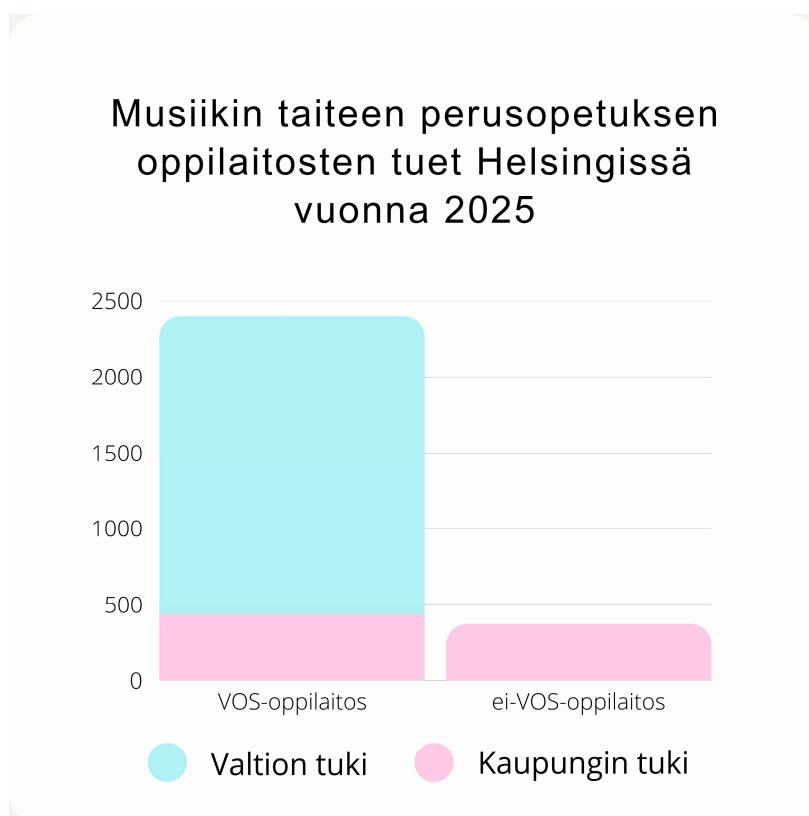 Musiikin taiteen perusopetuksen
oppilaitosten tuet Helsingissä
vuonna 2025
2500
2000
1500
1000
500
0
VOS-oppilaitos ei-VOS-oppilaitos
Valtion tuki Kaupungin tuki